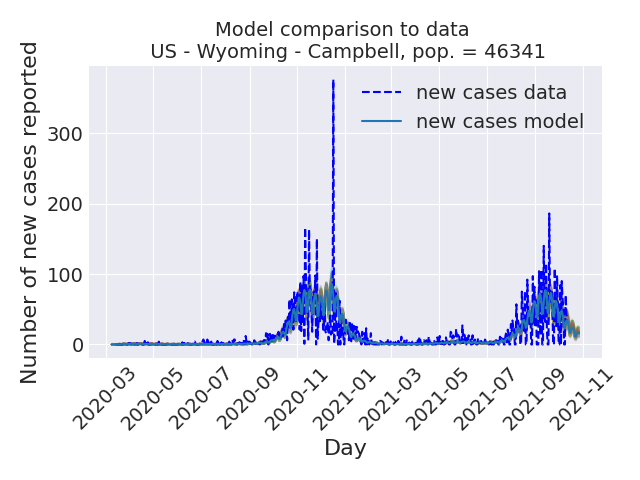 Model comparison to data
US - Wyoming - Campbell, pop. = 46341
Number of new cases reported
300
200
100
0
new cases data
new cases model
2020-03
2020-05
2020-07
2020-09
2020-11
2021-01
2021-03
2021-05
2021-07
2021-09
2021-11
Day